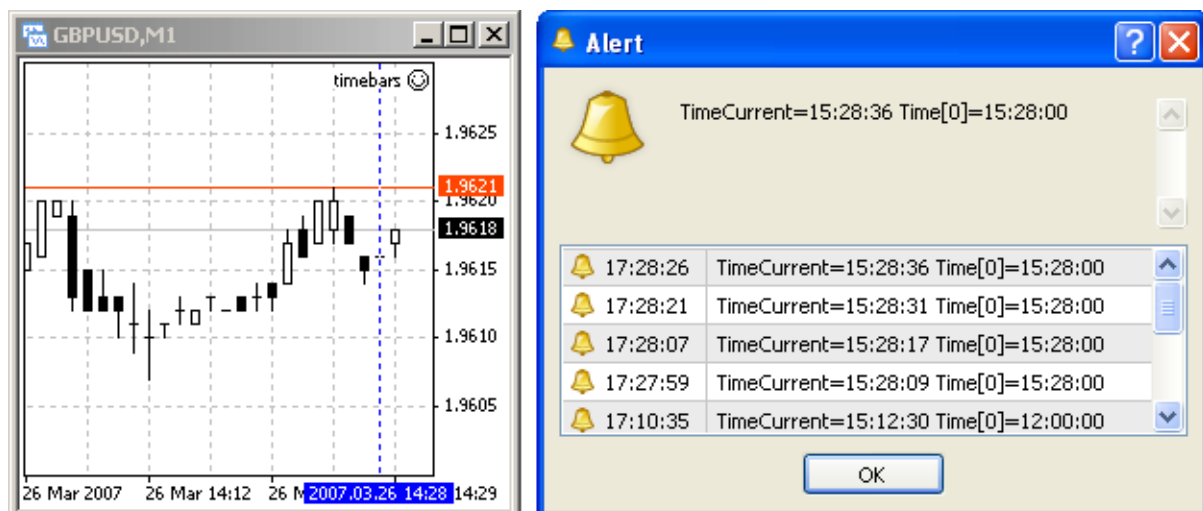 GBPUSD,M1
timebars
1.9625
1.9621
1.9620
1.9618
1.9615
1.9610
1.9605
26 Mar 2007 26 Mar 14:12 26 M 2007.03.26 14:28 14:29
Alert
TimeCurrent=15:28:36 Time[0]=15:28:00
17:28:26 TimeCurrent=15:28:36 Time[0]=15:28:00
17:28:21 TimeCurrent=15:28:31 Time[0]=15:28:00
17:28:07 TimeCurrent=15:28:17 Time[0]=15:28:00
17:27:59 TimeCurrent=15:28:09 Time[0]=15:28:00
17:10:35 TimeCurrent=15:12:30 Time[0]=12:00:00
OK